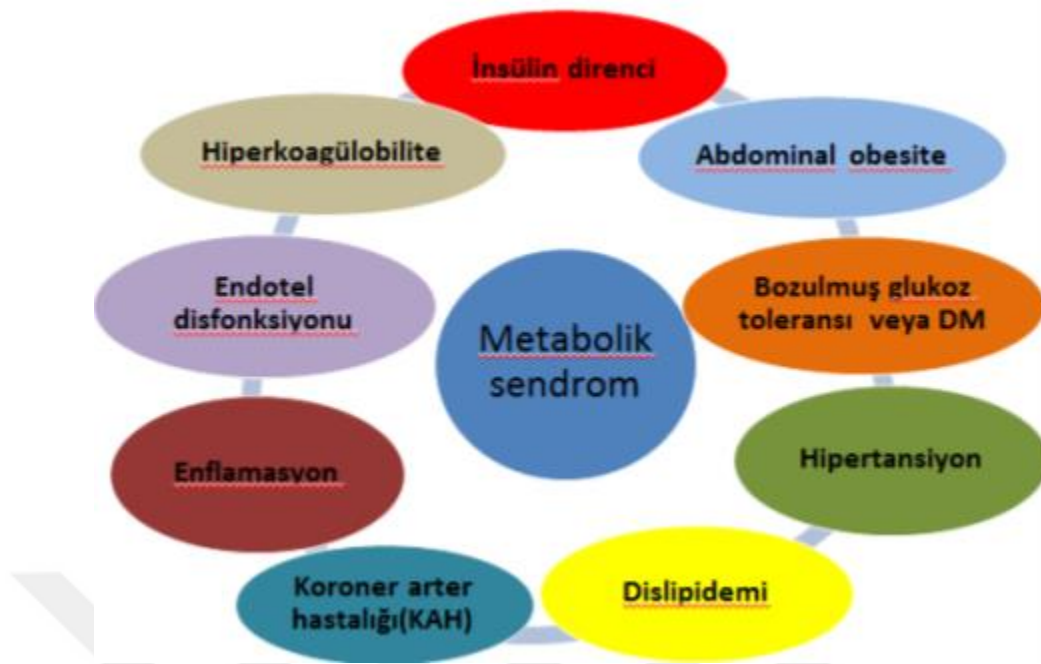 İnsülin direnci
Hiperkoagülobilite
Abdominal obesite
Endotel
disfonksiyonu
Bozulmuş glukoz
toleransı veya DM
Metabolik
sendrom
Enflamasyon
Hipertansiyon
Koroner arter
hastalığı(KAH)
Dislipidemi